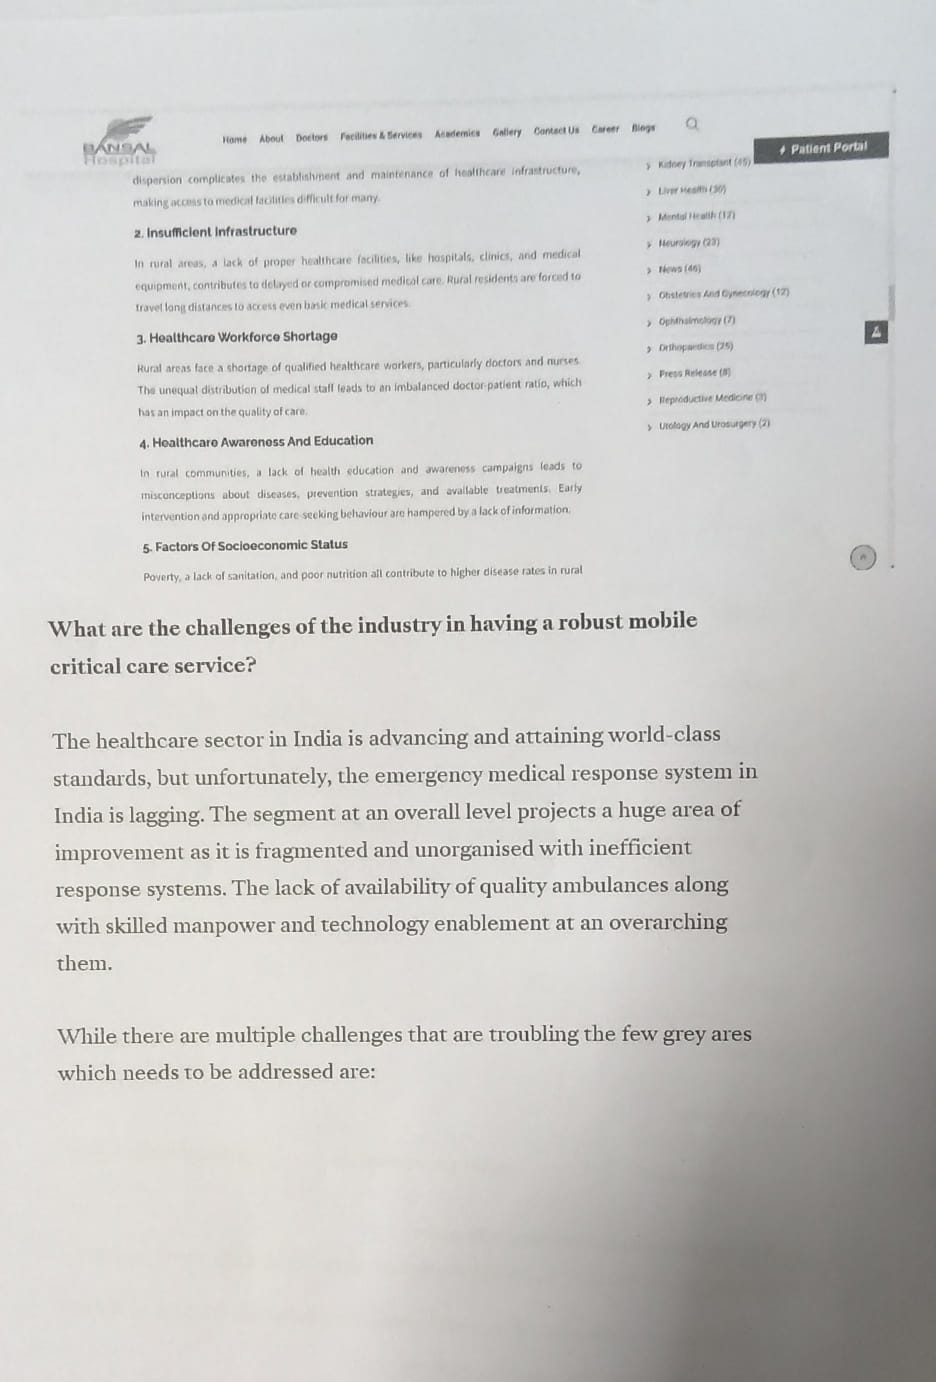 BANSAL
Hospital
Home About Doctors Facilities & Services Academics Gallery Contact Us Career Blogs
Patient Portal
dispersion complicates the establishment and maintenance of healthcare infrastructure,
making access to medical facilities difficult for many.
2. Insufficient Infrastructure
In rural areas, a lack of proper healthcare facilities, like hospitals, clinics, and medical
equipment, contributes to delayed or compromised medical care. Rural residents are forced to
travel long distances to access even basic medical services.
3. Healthcare Workforce Shortage
Rural areas face a shortage of qualified healthcare workers, particularly doctors and nurses.
The unequal distribution of medical staff leads to an imbalanced doctor-patient ratio, which
has an impact on the quality of care.
4. Healthcare Awareness And Education
In rural communities, a lack of health education and awareness campaigns leads to
misconceptions about diseases, prevention strategies, and available treatments. Early
intervention and appropriate care-seeking behaviour are hampered by a lack of information.
5. Factors Of Socioeconomic Status
Poverty, a lack of sanitation, and poor nutrition all contribute to higher disease rates in rural
Kidney Transplant (45)
Liver Health (30)
Mental Health (17)
Neurology (23)
News (46)
Obstetrics And Gynecology (12)
Ophthalmology (7)
Orthopaedics (25)
Press Release (8)
Reproductive Medicine (3)
Urology And Urosurgery (2)
What are the challenges of the industry in having a robust mobile
critical care service?
The healthcare sector in India is advancing and attaining world-class
standards, but unfortunately, the emergency medical response system in
India is lagging. The segment at an overall level projects a huge area of
improvement as it is fragmented and unorganised with inefficient
response systems. The lack of availability of quality ambulances along
with skilled manpower and technology enablement at an overarching
them.
While there are multiple challenges that are troubling the few grey ares
which needs to be addressed are: